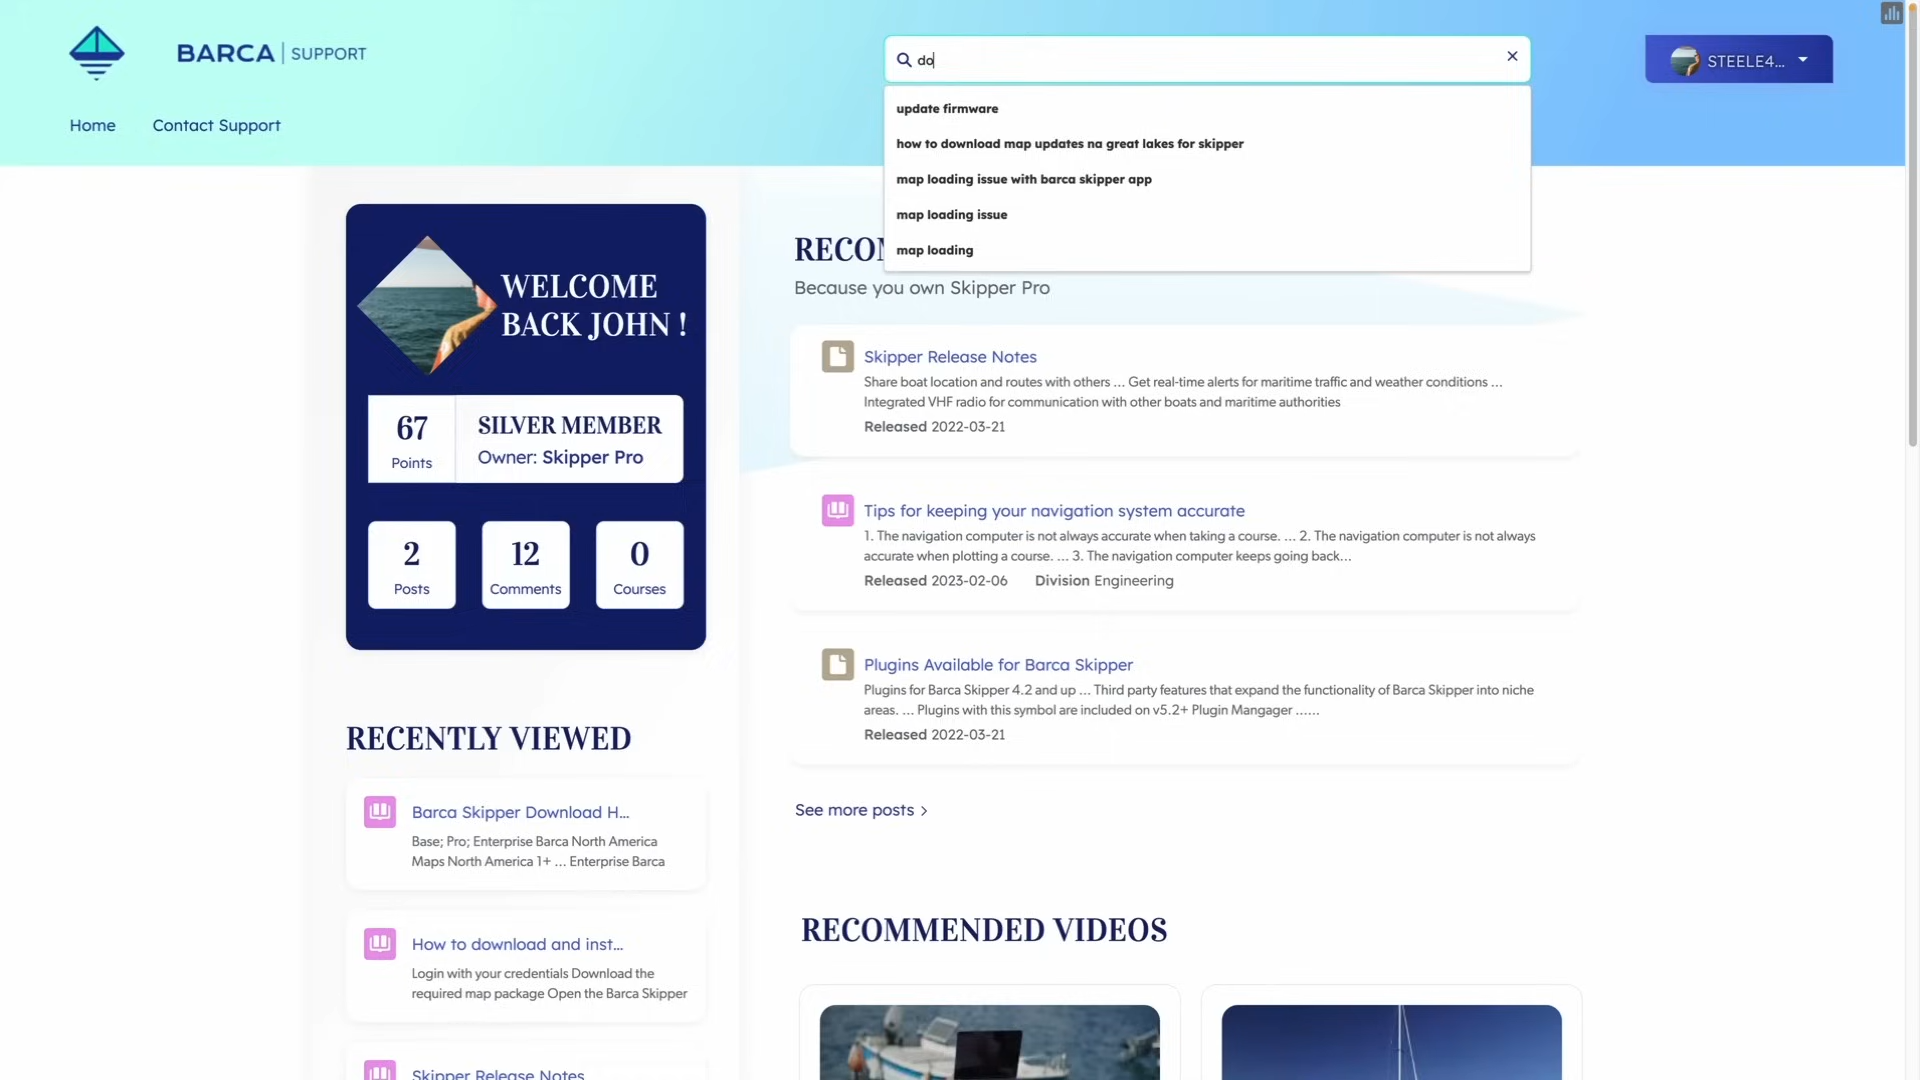 BARCA | SUPPORT
do
STEELE4...
Home
Contact Support
update firmware
how to download map updates na great lakes for skipper
map loading issue with barca skipper app
map loading issue
map loading
WELCOME
BACK JOHN !
67
Points
SILVER MEMBER
Owner: Skipper Pro
2
Posts
12
Comments
0
Courses
RECENTLY VIEWED
Barca Skipper Download H...
Base; Pro; Enterprise Barca North America
Maps North America 1+ ... Enterprise Barca
How to download and inst...
Login with your credentials Download the
required map package Open the Barca Skipper
Skipper Release Notes
Because you own Skipper Pro
Skipper Release Notes
Share boat location and routes with others ... Get real-time alerts for maritime traffic and weather conditions ...
Integrated VHF radio for communication with other boats and maritime authorities
Released 2022-03-21
Tips for keeping your navigation system accurate
1. The navigation computer is not always accurate when taking a course. ... 2. The navigation computer is not always
accurate when plotting a course. ... 3. The navigation computer keeps going back...
Released 2023-02-06 Division Engineering
Plugins Available for Barca Skipper
Plugins for Barca Skipper 4.2 and up ... Third party features that expand the functionality of Barca Skipper into niche
areas. ... Plugins with this symbol are included on v5.2+ Plugin Mangager ......
Released 2022-03-21
See more posts >
RECOMMENDED VIDEOS